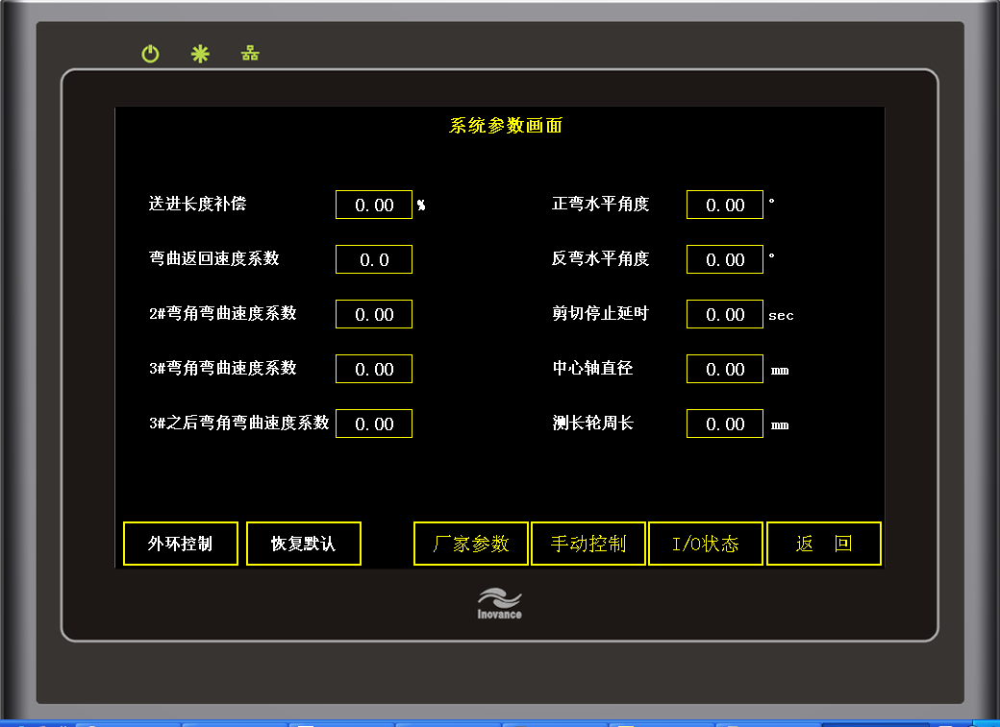 系统参数画面
送进长度补偿 0.00 % 正弯水平角度 0.00 °
弯曲返回速度系数 0.0 反弯水平角度 0.00 °
2#弯角弯曲速度系数 0.00 剪切停止延时 0.00 sec
3#弯角弯曲速度系数 0.00 中心轴直径 0.00 mm
3#之后弯角弯曲速度系数 0.00 测长轮周长 0.00 mm
外环控制 恢复默认 厂家参数 手动控制 I/O状态 返 回
Inovance